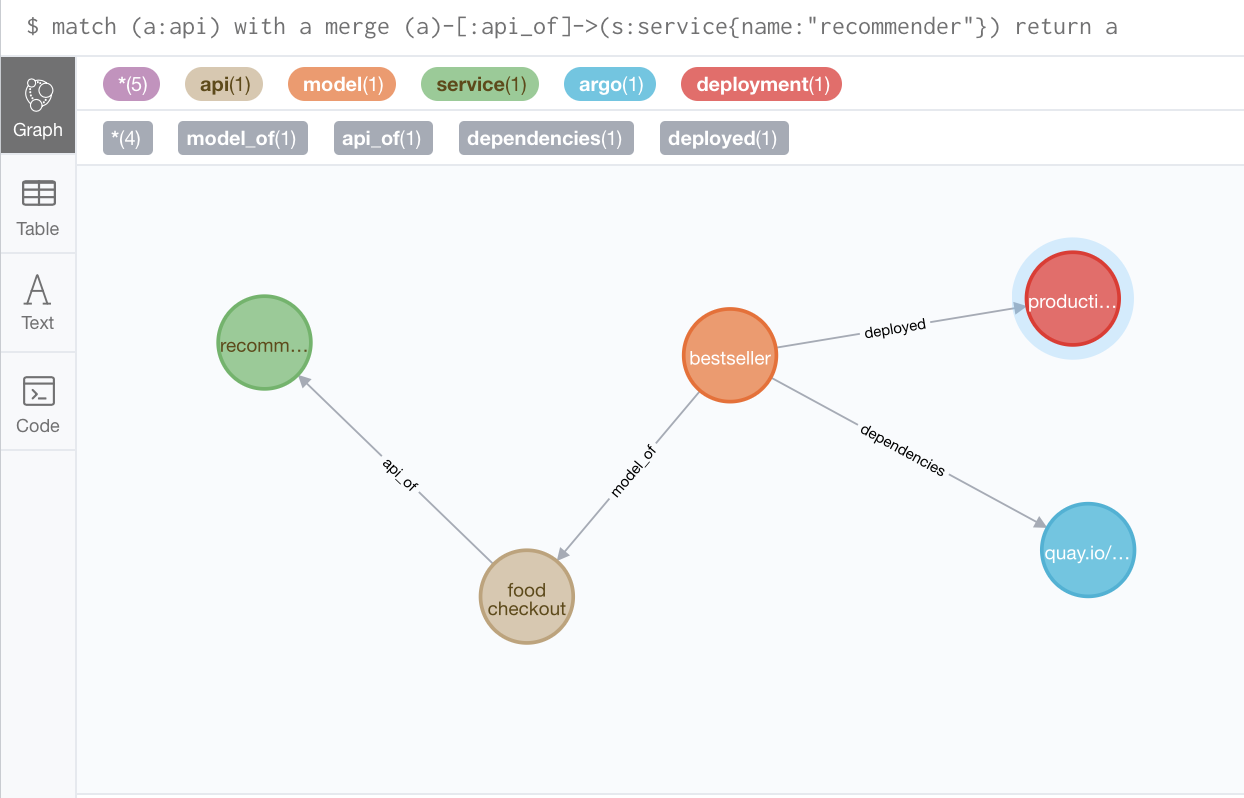 $ match (a:api) with a merge (a)-[:api_of]->(s:service{name:"recommender"}) return a
*(5) api(1) model(1) service(1) argo(1) deployment(1)
*(4) model_of(1) api_of(1) dependencies(1) deployed(1)
Graph
Table
Text
Code
recomm...
bestseller
deployed
producti...
dependencies
model_of
api_of
quay.io/...
food
checkout